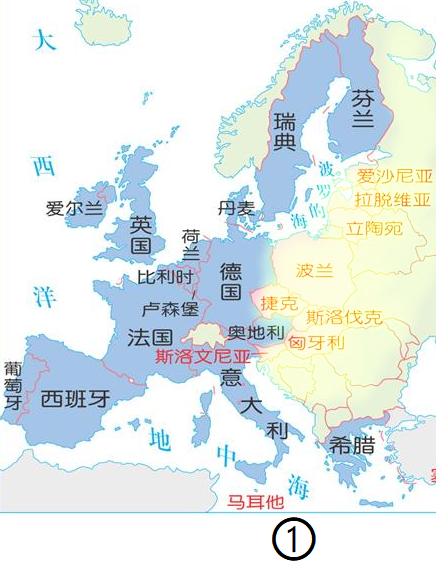 大
西
洋
芬兰
瑞典
波罗的海
爱沙尼亚
拉脱维亚
立陶宛
爱尔兰
英国
丹麦
荷兰
德国
波兰
比利时
卢森堡
捷克
斯洛伐克
法国
奥地利
匈牙利
斯洛文尼亚
葡萄牙
西班牙
意大利
希腊
地中海
马耳他
①